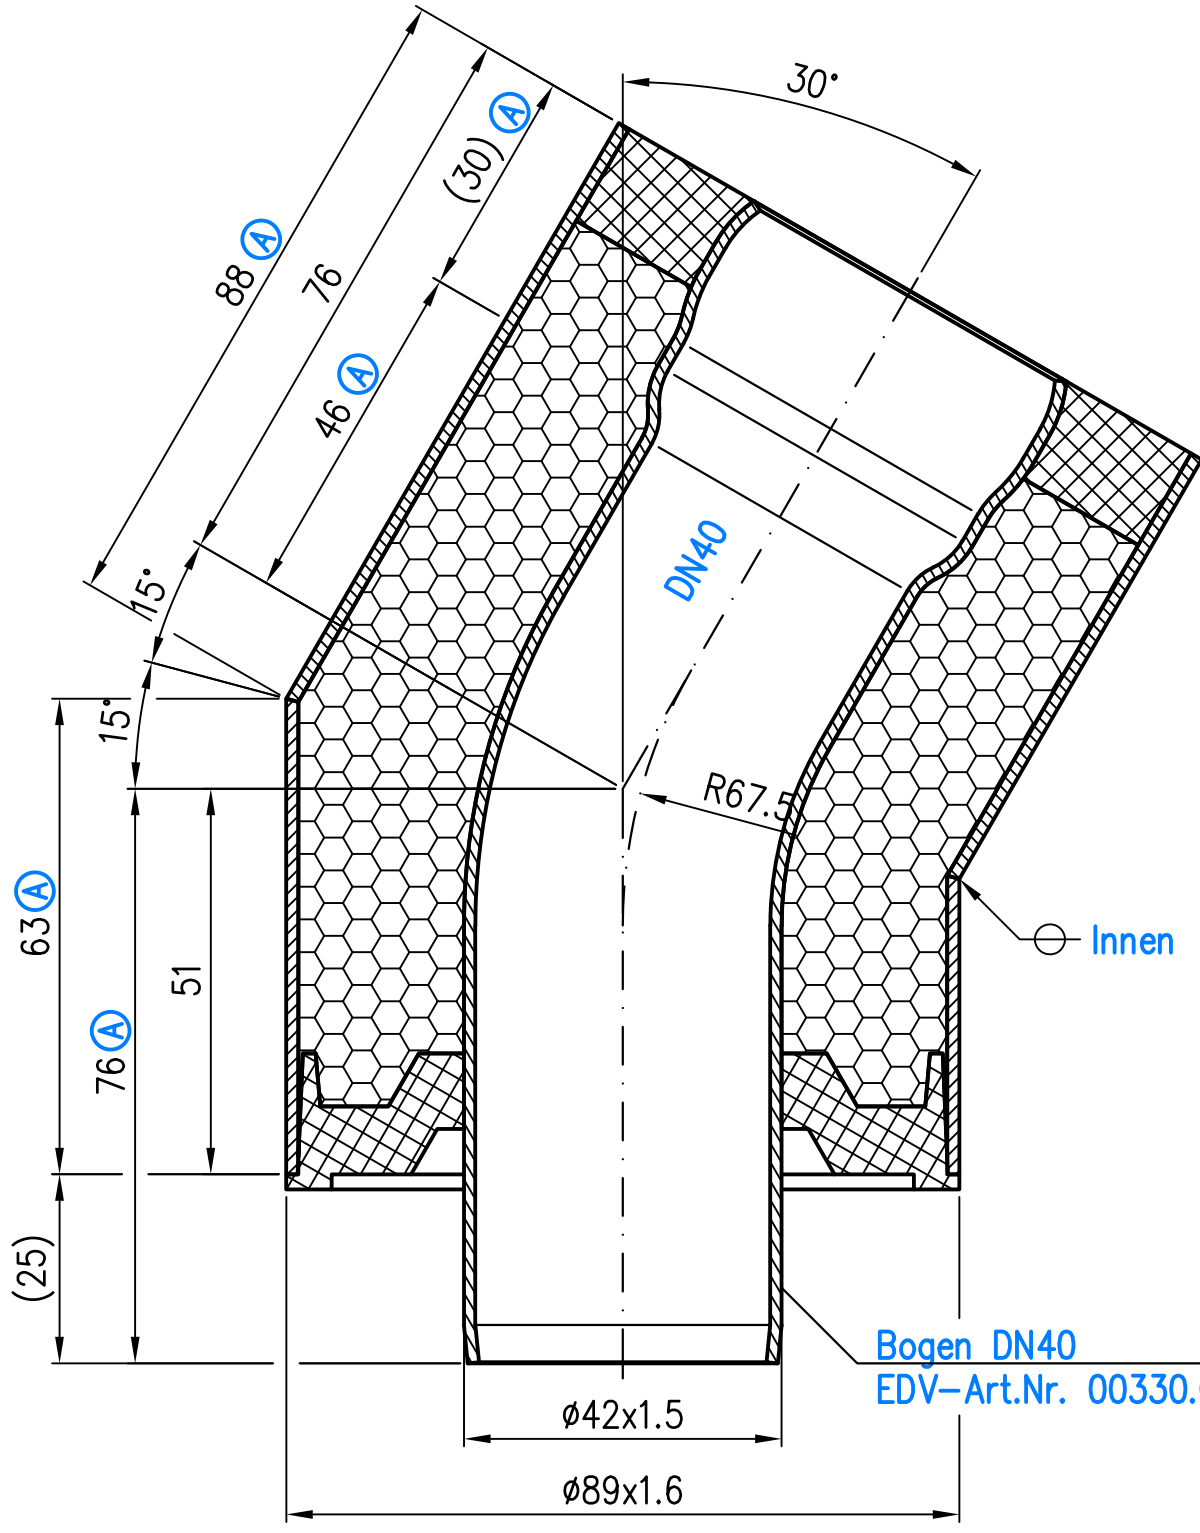 30°
(30) A
88 A
76
46 A
15°
15°
DN40
R67.5
63 A
51
76 A
Innen
(25)
Bogen DN40
EDV-Art.Nr. 00330.
ø42x1.5
ø89x1.6